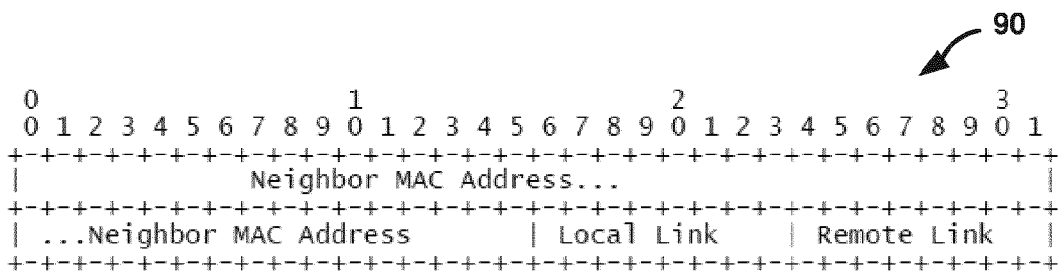 90
0 1 2 3
0 1 2 3 4 5 6 7 8 9 0 1 2 3 4 5 6 7 8 9 0 1 2 3 4 5 6 7 8 9 0 1
+-+-+-+-+-+-+-+-+-+-+-+-+-+-+-+-+-+-+-+-+-+-+-+-+-+-+-+-+-+-+-+-+
| Neighbor MAC Address... |
+-+-+-+-+-+-+-+-+-+-+-+-+-+-+-+-+-+-+-+-+-+-+-+-+-+-+-+-+-+-+-+-+
| ...Neighbor MAC Address | Local Link | Remote Link |
+-+-+-+-+-+-+-+-+-+-+-+-+-+-+-+-+-+-+-+-+-+-+-+-+-+-+-+-+-+-+-+-+